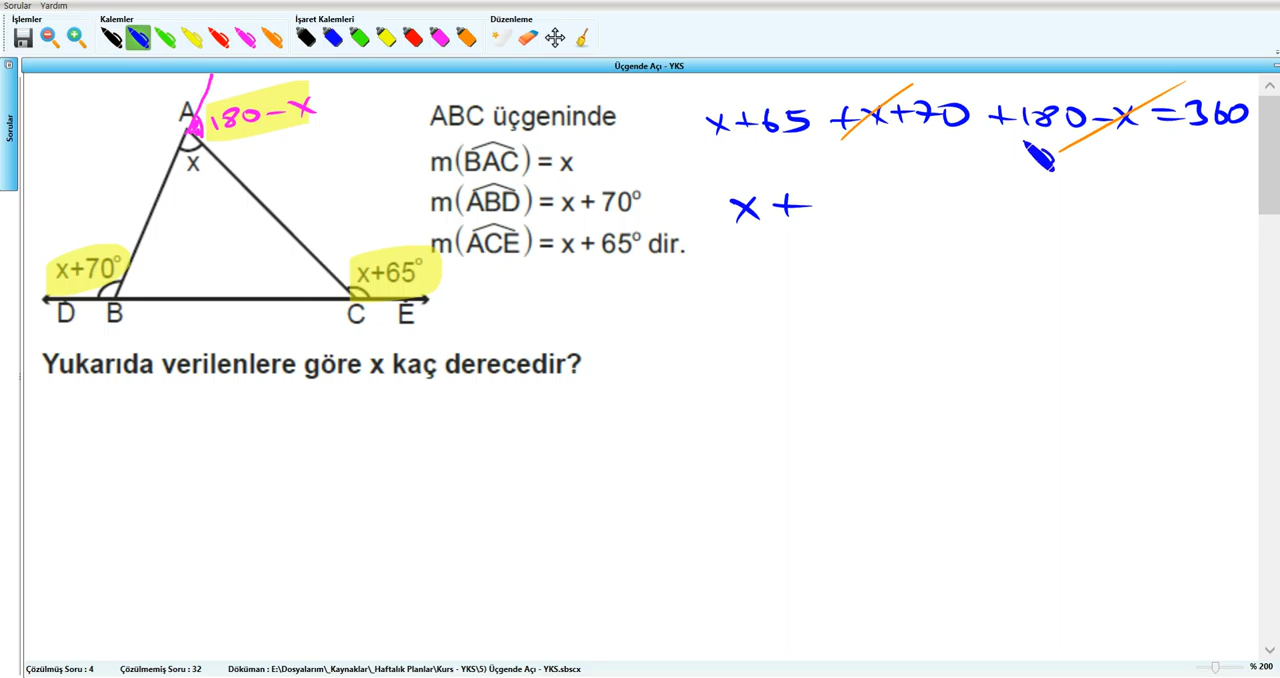 Sorular Yardım
İşlemler Kalemler İşaret Kalemleri Düzenleme
Üçgende Açı - YKS
Sorular
A 180-x
x
x+70° x+65°
D B C E
ABC üçgeninde
m(BAC) = x
m(ABD) = x + 70°
m(ACE) = x + 65° dir.
Yukarıda verilenlere göre x kaç derecedir?
x+65 +x+70 +180-x =360
x +
Çözülmüş Soru : 4 Çözülmemiş Soru : 32 Döküman : E:\Dosyalarım\_Kaynaklar\_Haftalık Planlar\Kurs - YKS\5) Üçgende Açı - YKS.sbscx % 200